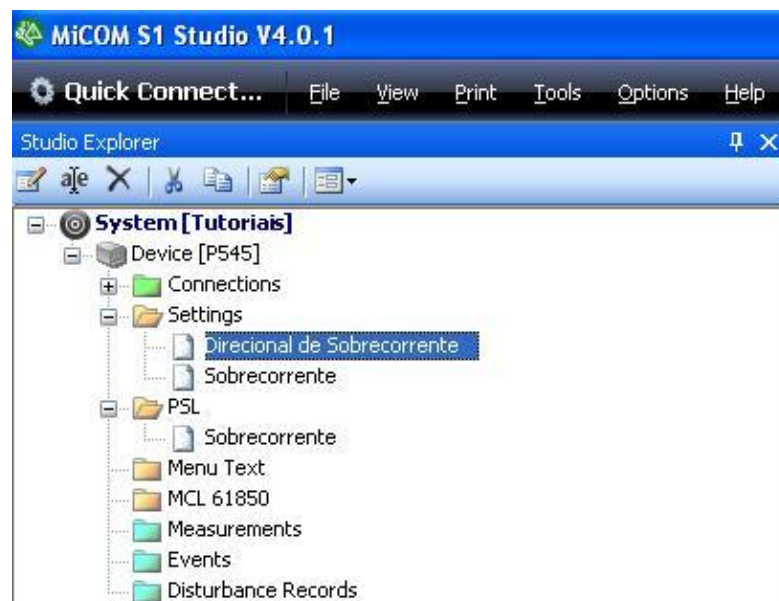 MiCOM S1 Studio V4.0.1
Quick Connect... File View Print Tools Options Help
Studio Explorer
System [Tutoriais]
Device [P545]
Connections
Settings
Direcional de Sobrecorrente
Sobrecorrente
PSL
Sobrecorrente
Menu Text
MCL 61850
Measurements
Events
Disturbance Records